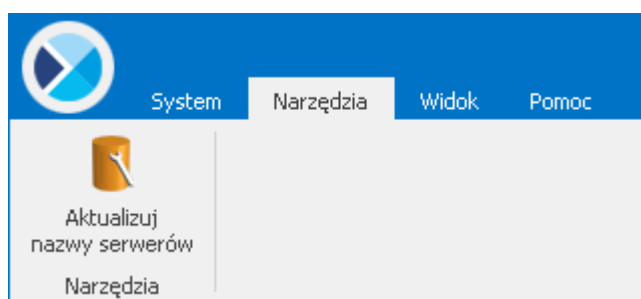 System Narzędzia Widok Pomoc
Aktualizuj
nazwy serwerów
Narzędzia